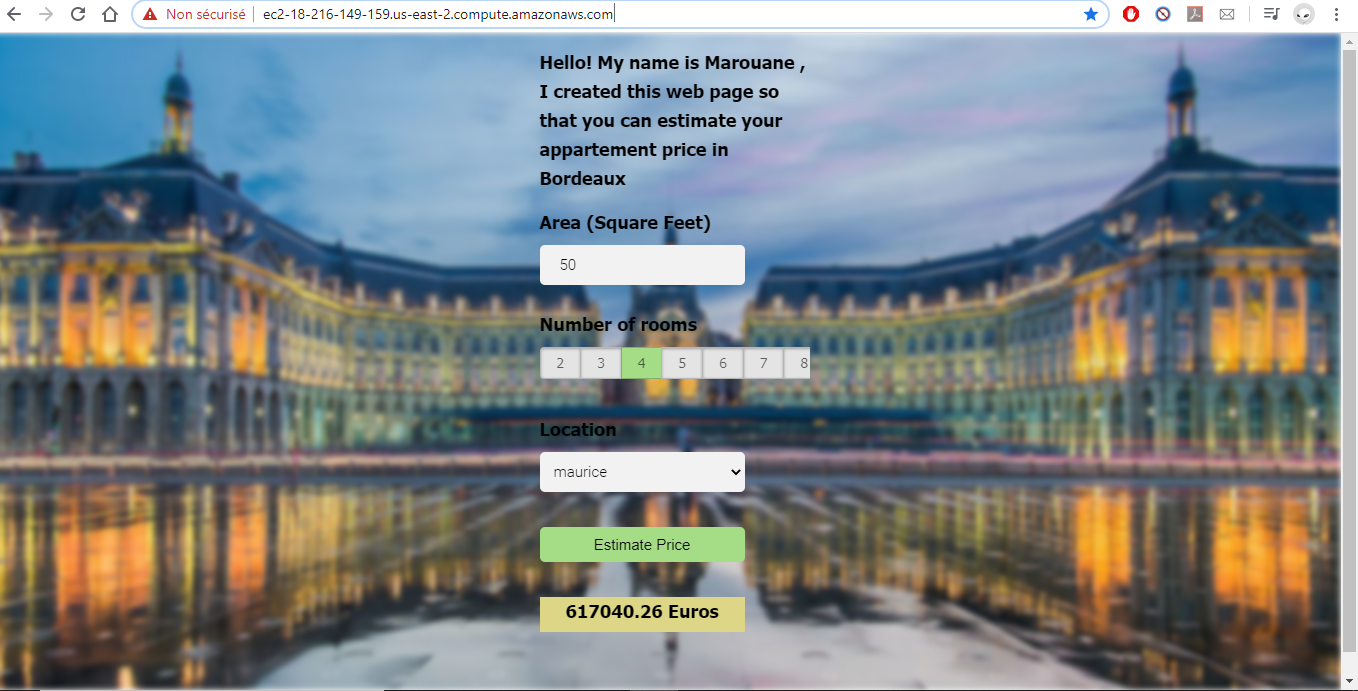 Non sécurisé ec2-18-216-149-159.us-east-2.compute.amazonaws.com
Hello! My name is Marouane ,
I created this web page so
that you can estimate your
appartement price in
Bordeaux
Area (Square Feet)
50
Number of rooms
2 3 4 5 6 7 8
Location
maurice
Estimate Price
617040.26 Euros